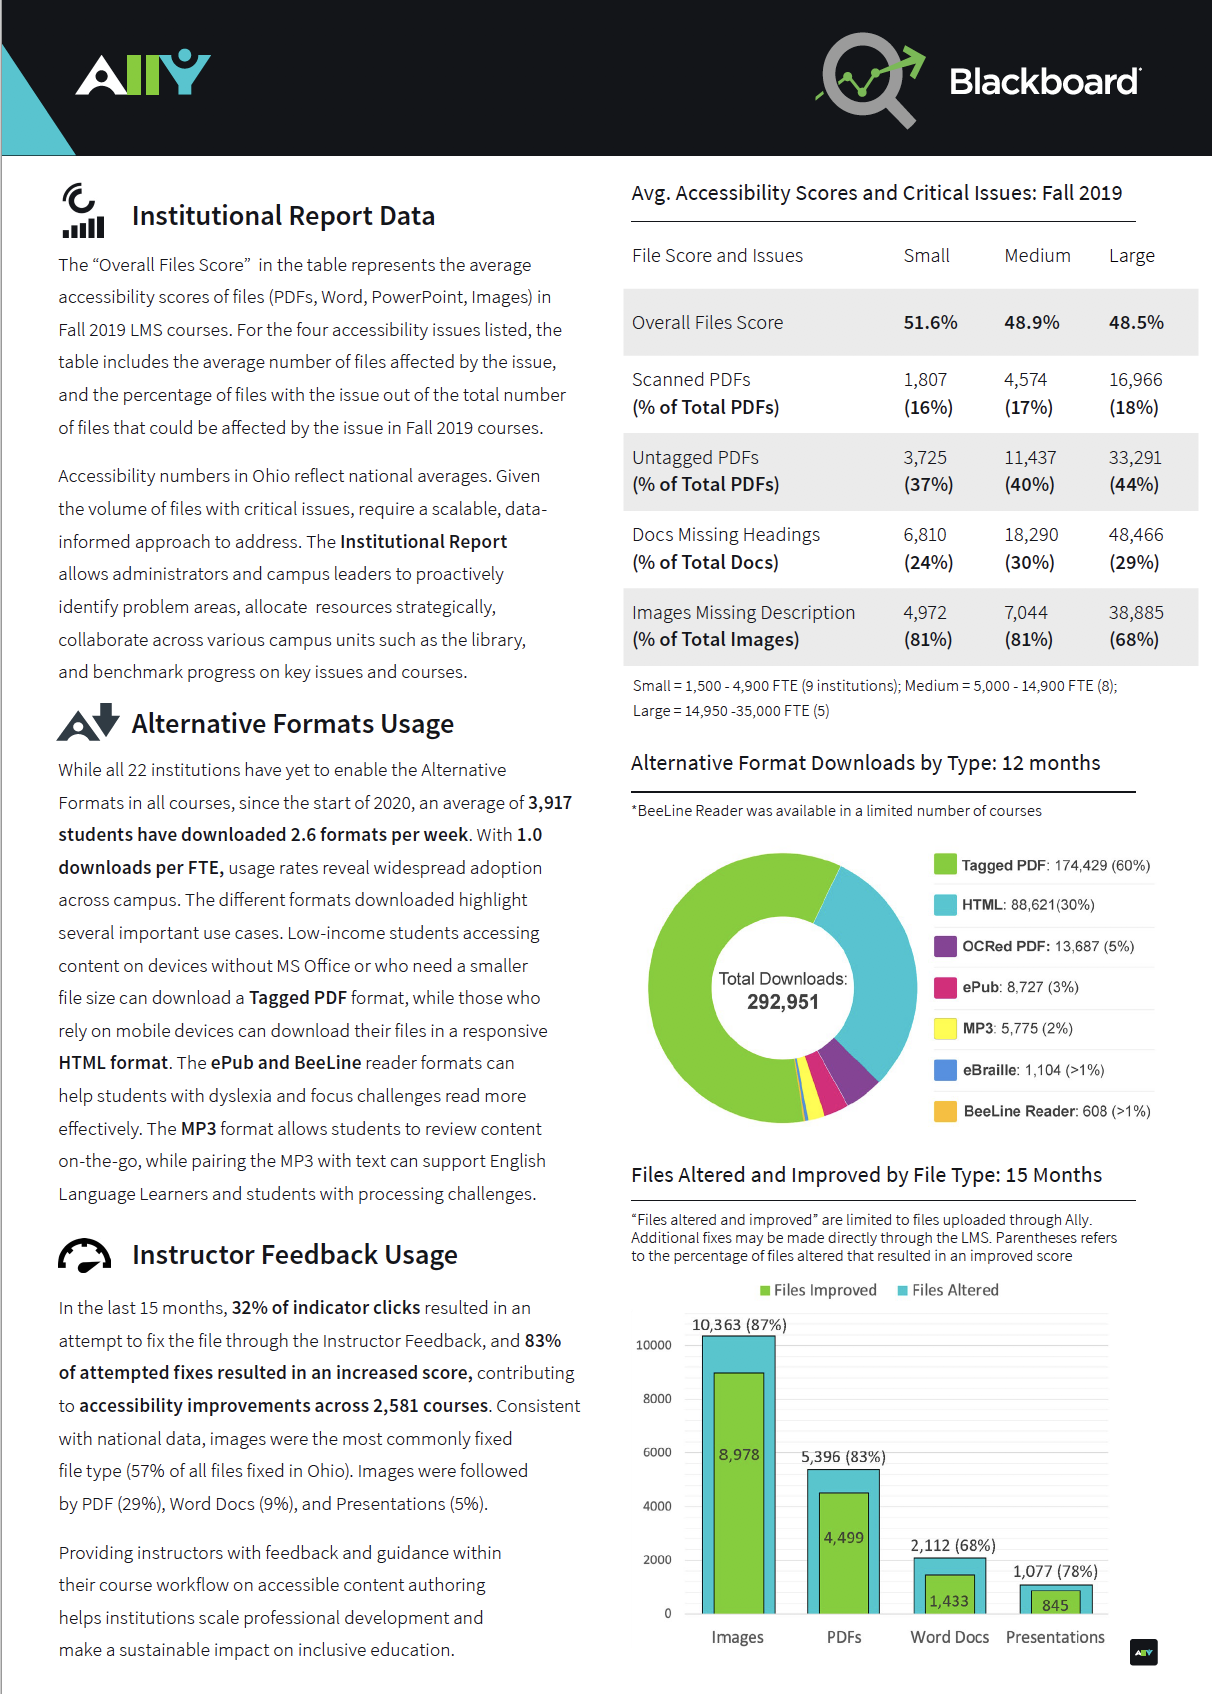 Ally
Blackboard
Institutional Report Data
The “Overall Files Score”  in the table represents the average
accessibility scores of files (PDFs, Word, PowerPoint, Images) in
Fall 2019 LMS courses. For the four accessibility issues listed, the
table includes the average number of files affected by the issue,
and the percentage of files with the issue out of the total number
of files that could be affected by the issue in Fall 2019 courses.
Accessibility numbers in Ohio reflect national averages. Given
the volume of files with critical issues, require a scalable, data-
informed approach to address. The Institutional Report
allows administrators and campus leaders to proactively
identify problem areas, allocate  resources strategically,
collaborate across various campus units such as the library,
and benchmark progress on key issues and courses.
Alternative Formats Usage
While all 22 institutions have yet to enable the Alternative
Formats in all courses, since the start of 2020, an average of 3,917
students have downloaded 2.6 formats per week. With 1.0
downloads per FTE, usage rates reveal widespread adoption
across campus. The different formats downloaded highlight
several important use cases. Low-income students accessing
content on devices without MS Office or who need a smaller
file size can download a Tagged PDF format, while those who
rely on mobile devices can download their files in a responsive
HTML format. The ePub and BeeLine reader formats can
help students with dyslexia and focus challenges read more
effectively. The MP3 format allows students to review content
on-the-go, while pairing the MP3 with text can support English
Language Learners and students with processing challenges.
Instructor Feedback Usage
In the last 15 months, 32% of indicator clicks resulted in an
attempt to fix the file through the Instructor Feedback, and 83%
of attempted fixes resulted in an increased score, contributing
to accessibility improvements across 2,581 courses. Consistent
with national data, images were the most commonly fixed
file type (57% of all files fixed in Ohio). Images were followed
by PDF (29%), Word Docs (9%), and Presentations (5%).
Providing instructors with feedback and guidance within
their course workflow on accessible content authoring
helps institutions scale professional development and
make a sustainable impact on inclusive education.
Avg. Accessibility Scores and Critical Issues: Fall 2019
File Score and Issues Small Medium Large
Overall Files Score 51.6% 48.9% 48.5%
Scanned PDFs 1,807 4,574 16,966
(% of Total PDFs) (16%) (17%) (18%)
Untagged PDFs 3,725 11,437 33,291
(% of Total PDFs) (37%) (40%) (44%)
Docs Missing Headings 6,810 18,290 48,466
(% of Total Docs) (24%) (30%) (29%)
Images Missing Description 4,972 7,044 38,885
(% of Total Images) (81%) (81%) (68%)
Small = 1,500 - 4,900 FTE (9 institutions); Medium = 5,000 - 14,900 FTE (8);
Large = 14,950 -35,000 FTE (5)
Alternative Format Downloads by Type: 12 months
*BeeLine Reader was available in a limited number of courses
Total Downloads:
292,951
Tagged PDF: 174,429 (60%)
HTML: 88,621(30%)
OCRed PDF: 13,687 (5%)
ePub: 8,727 (3%)
MP3: 5,775 (2%)
eBraille: 1,104 (>1%)
BeeLine Reader: 608 (>1%)
Files Altered and Improved by File Type: 15 Months
“Files altered and improved” are limited to files uploaded through Ally.
Additional fixes may be made directly through the LMS. Parentheses refers
to the percentage of files altered that resulted in an improved score
Files Improved Files Altered
10,363 (87%)
10000
8000
6000
4000
2000
0
8,978
5,396 (83%)
4,499
2,112 (68%)
1,433
1,077 (78%)
845
Images PDFs Word Docs Presentations
Ally